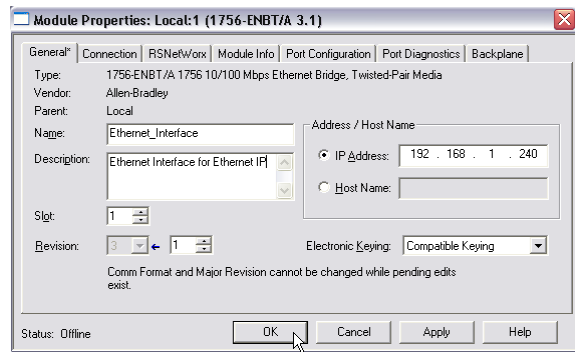 Module Properties: Local:1 (1756-ENBT/A 3.1)
General* Connection RSNetWorx Module Info Port Configuration Port Diagnostics Backplane
Type: 1756-ENBT/A 1756 10/100 Mbps Ethernet Bridge, Twisted-Pair Media
Vendor: Allen-Bradley
Parent: Local
Name: Ethernet_Interface
Description: Ethernet Interface for Ethernet IP
Address / Host Name
IP Address: 192 . 168 . 1 . 240
Host Name:
Slot: 1
Revision: 3 1 Electronic Keying: Compatible Keying
Comm Format and Major Revision cannot be changed while pending edits
exist.
Status: Offline OK Cancel Apply Help